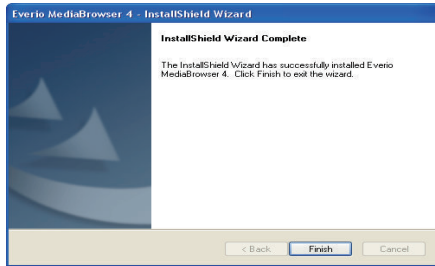 Everio MediaBrowser 4 - InstallShield Wizard
InstallShield Wizard Complete
The InstallShield Wizard has successfully installed Everio
MediaBrowser 4. Click Finish to exit the wizard.
< Back
Finish
Cancel